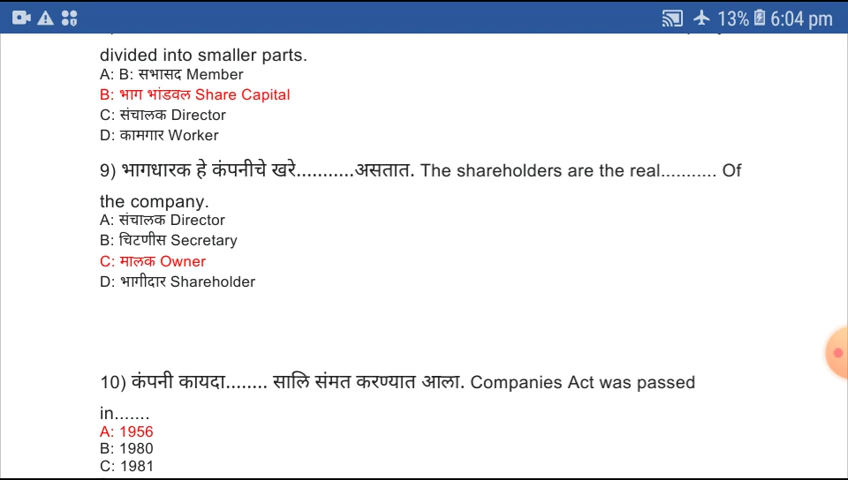 13% 6:04 pm
divided into smaller parts.
A: B: सभासद Member
B: भाग भांडवल Share Capital
C: संचालक Director
D: कामगार Worker
9) भागधारक हे कंपनीचे खरे...........असतात. The shareholders are the real........... Of
the company.
A: संचालक Director
B: चिटणीस Secretary
C: मालक Owner
D: भागीदार Shareholder
10) कंपनी कायदा........ सालि संमत करण्यात आला. Companies Act was passed
in.......
A: 1956
B: 1980
C: 1981